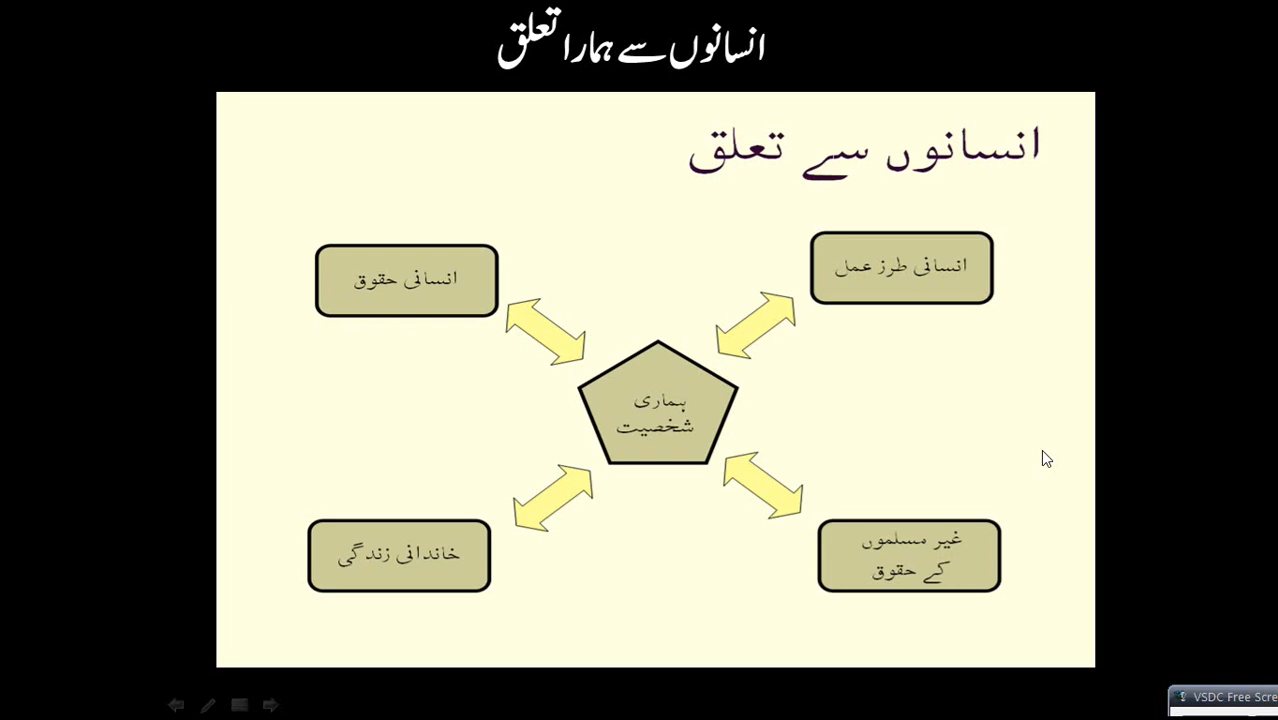 انسانوں سے ہمارا تعلق
انسانوں سے تعلق
انسانی طرز عمل
انسانی حقوق
ہماری
شخصیت
غیر مسلموں
کے حقوق
خاندانی زندگی
VSDC Free Scre